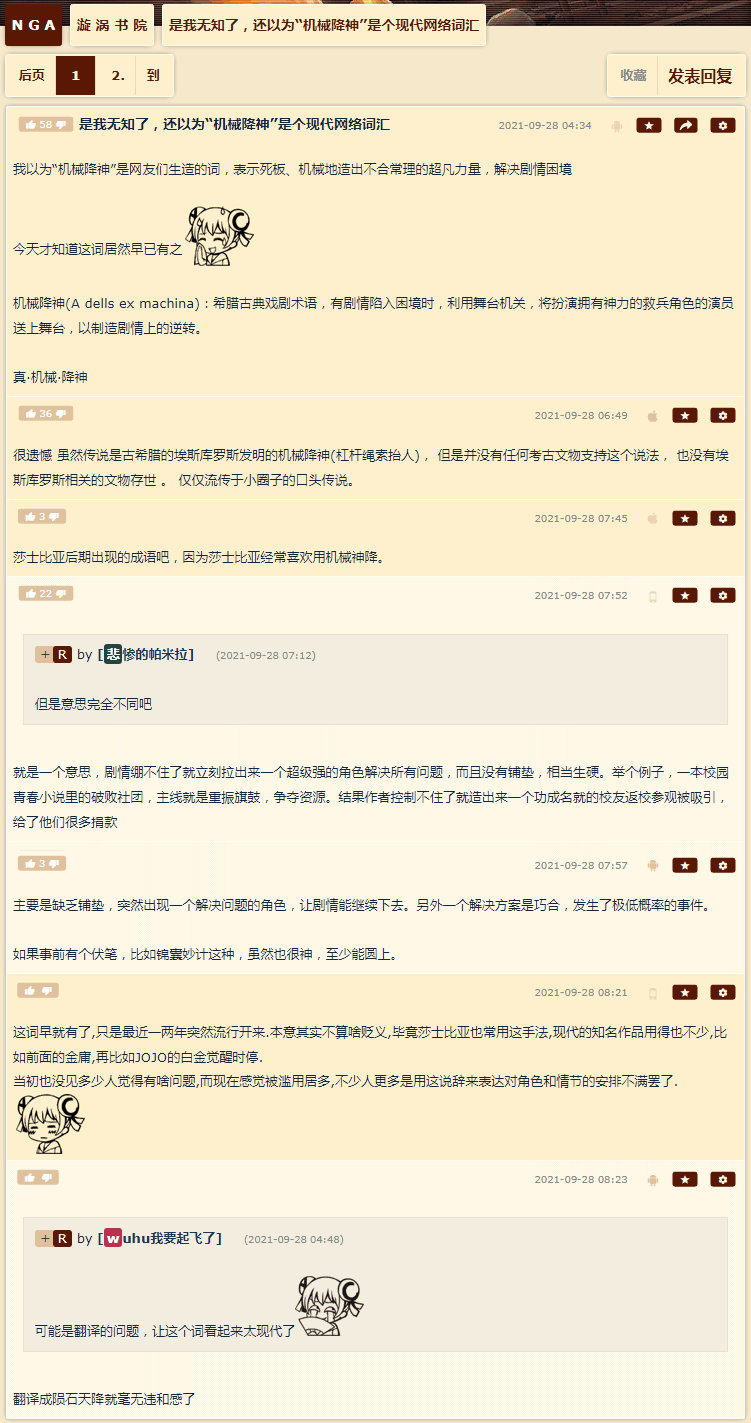 NGA 漩涡书院 是我无知了，还以为“机械降神”是个现代网络词汇
后页 1 2. 到 收藏 发表回复
58 是我无知了，还以为“机械降神”是个现代网络词汇 2021-09-28 04:34
我以为“机械降神”是网友们生造的词，表示死板、机械地造出不合常理的超凡力量，解决剧情困境
今天才知道这词居然早已有之
机械降神(A dells ex machina)：希腊古典戏剧术语，有剧情陷入困境时，利用舞台机关，将扮演拥有神力的救兵角色的演员
送上舞台，以制造剧情上的逆转。
真·机械·降神
36 2021-09-28 06:49
很遗憾 虽然传说是古希腊的埃斯库罗斯发明的机械降神(杠杆绳索抬人)， 但是并没有任何考古文物支持这个说法， 也没有埃
斯库罗斯相关的文物存世 。 仅仅流传于小圈子的口头传说。
3 2021-09-28 07:45
莎士比亚后期出现的成语吧，因为莎士比亚经常喜欢用机械神降。
22 2021-09-28 07:52
+ R by [悲惨的帕米拉] (2021-09-28 07:12)
但是意思完全不同吧
就是一个意思，剧情绷不住了就立刻拉出来一个超级强的角色解决所有问题，而且没有铺垫，相当生硬。举个例子，一本校园
青春小说里的破败社团，主线就是重振旗鼓，争夺资源。结果作者控制不住了就造出来一个功成名就的校友返校参观被吸引，
给了他们很多捐款
3 2021-09-28 07:57
主要是缺乏铺垫，突然出现一个解决问题的角色，让剧情能继续下去。另外一个解决方案是巧合，发生了极低概率的事件。
如果事前有个伏笔，比如锦囊妙计这种，虽然也很神，至少能圆上。
2021-09-28 08:21
这词早就有了,只是最近一两年突然流行开来.本意其实不算啥贬义,毕竟莎士比亚也常用这手法,现代的知名作品用得也不少,比
如前面的金庸,再比如JOJO的白金觉醒时停.
当初也没见多少人觉得有啥问题,而现在感觉被滥用居多,不少人更多是用这说辞来表达对角色和情节的安排不满罢了.
2021-09-28 08:23
+ R by [wuhu我要起飞了] (2021-09-28 04:48)
可能是翻译的问题，让这个词看起来太现代了
翻译成陨石天降就毫无违和感了